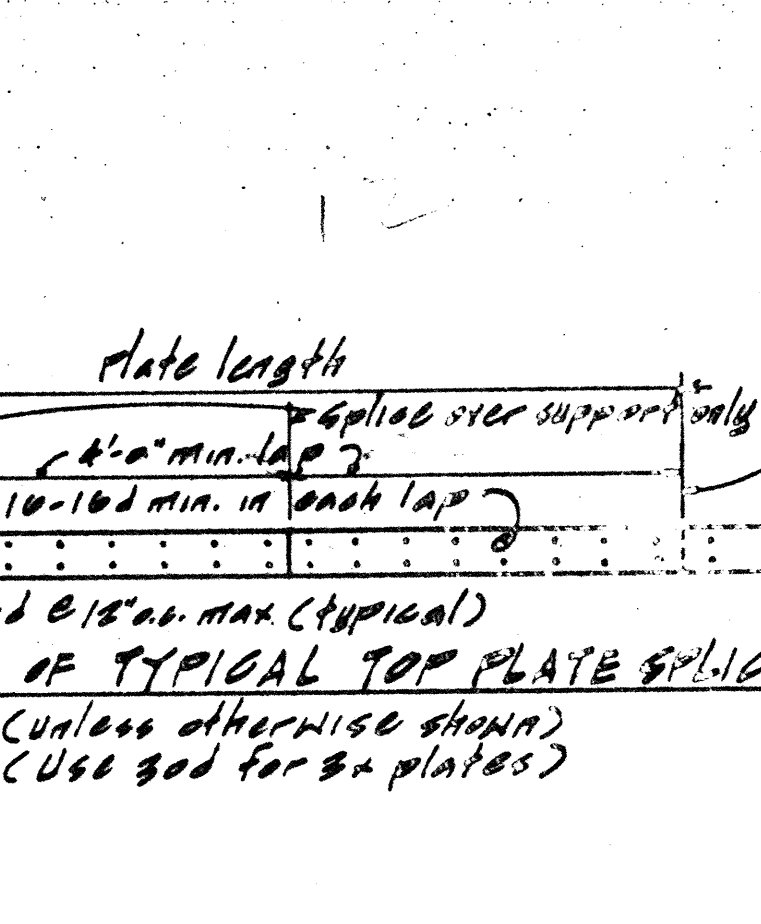 Plate length
Splice over support only
4'-0" min. lap
16-16d min. in each lap
d @ 12" o.c. max. (typical)
OF TYPICAL TOP PLATE SPLIC
(unless otherwise shown)
(Use 30d for 3x plates)